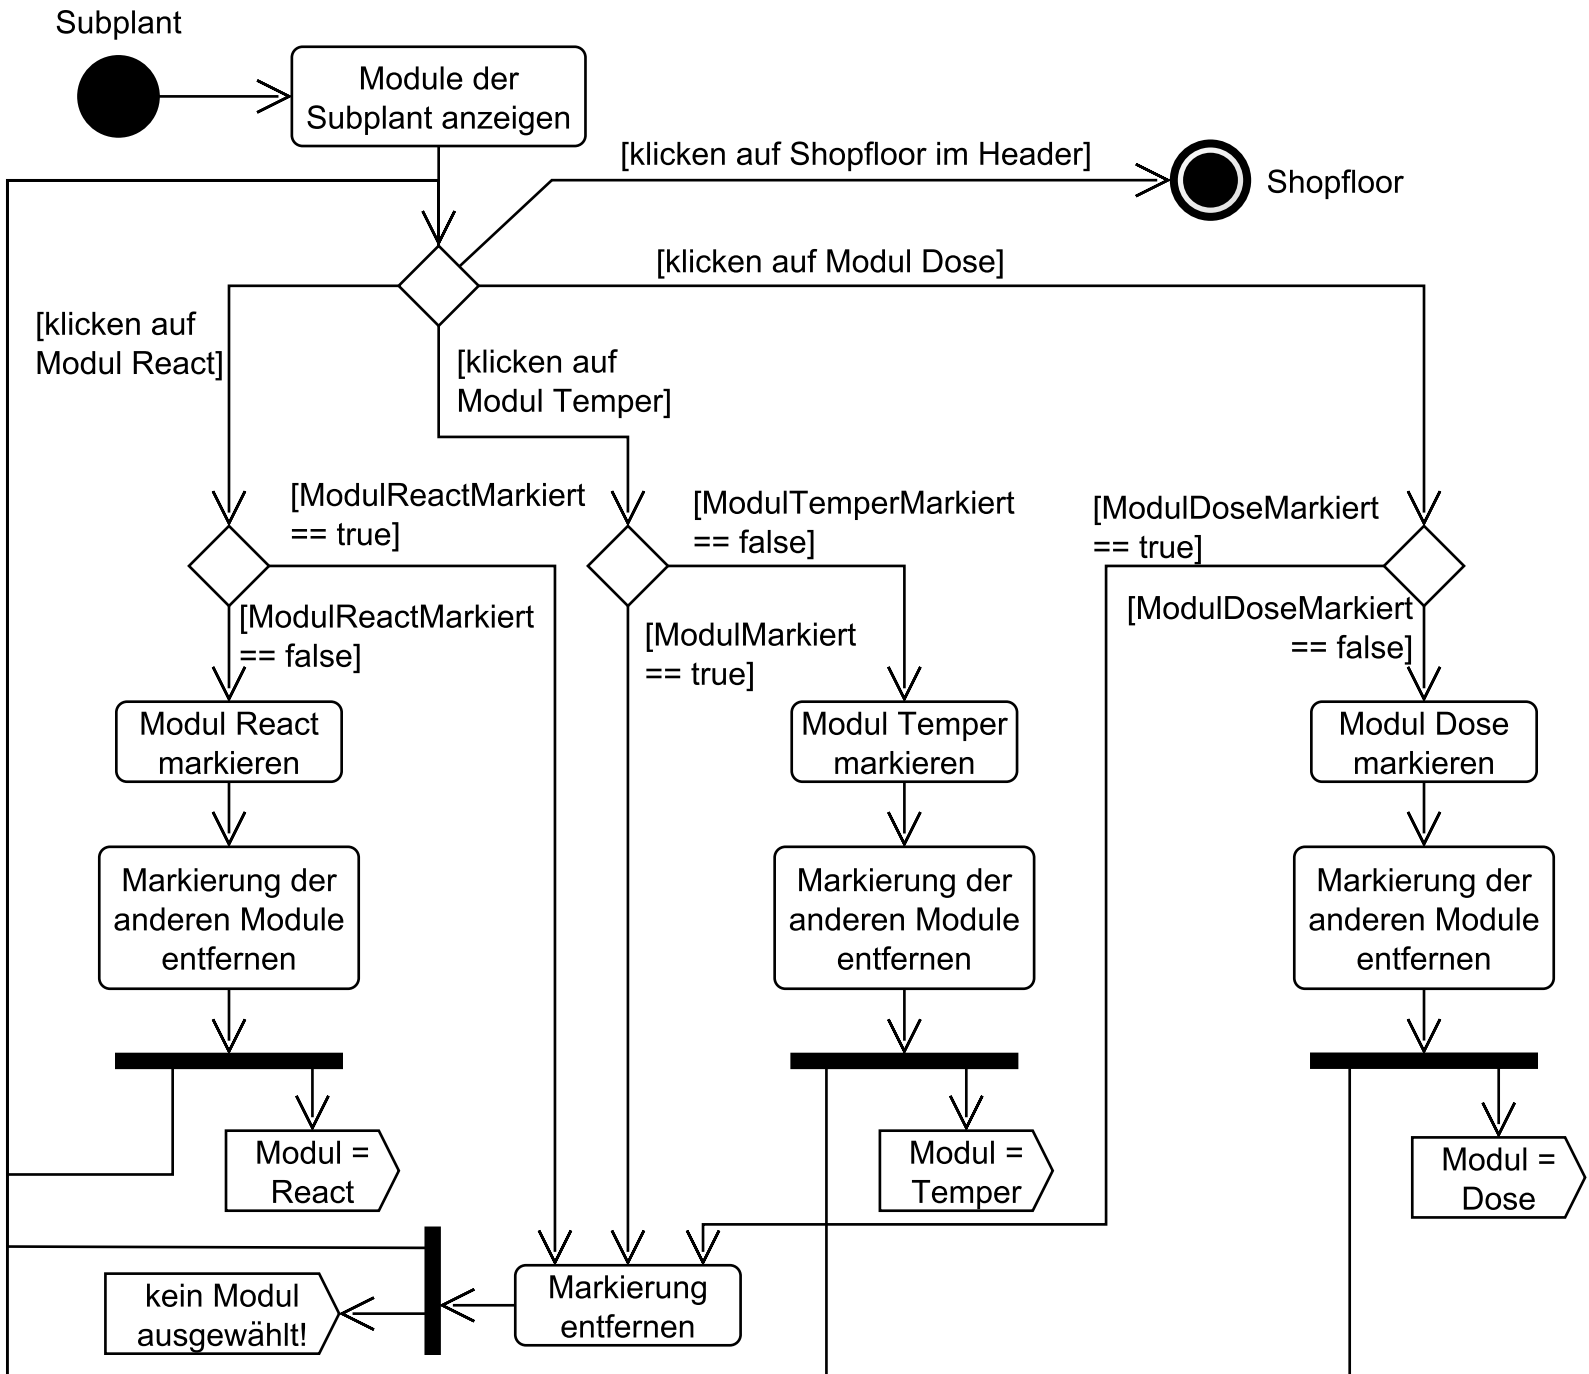 Subplant
Module der
Subplant anzeigen
[klicken auf Shopfloor im Header]
Shopfloor
[klicken auf Modul Dose]
[klicken auf
Modul React]
[klicken auf
Modul Temper]
[ModulReactMarkiert
== true]
[ModulTemperMarkiert
== false]
[ModulDoseMarkiert
== true]
[ModulReactMarkiert
== false]
[ModulMarkiert
== true]
[ModulDoseMarkiert
== false]
Modul React
markieren
Modul Temper
markieren
Modul Dose
markieren
Markierung der
anderen Module
entfernen
Markierung der
anderen Module
entfernen
Markierung der
anderen Module
entfernen
Modul =
React
Modul =
Temper
Modul =
Dose
kein Modul
ausgewählt!
Markierung
entfernen